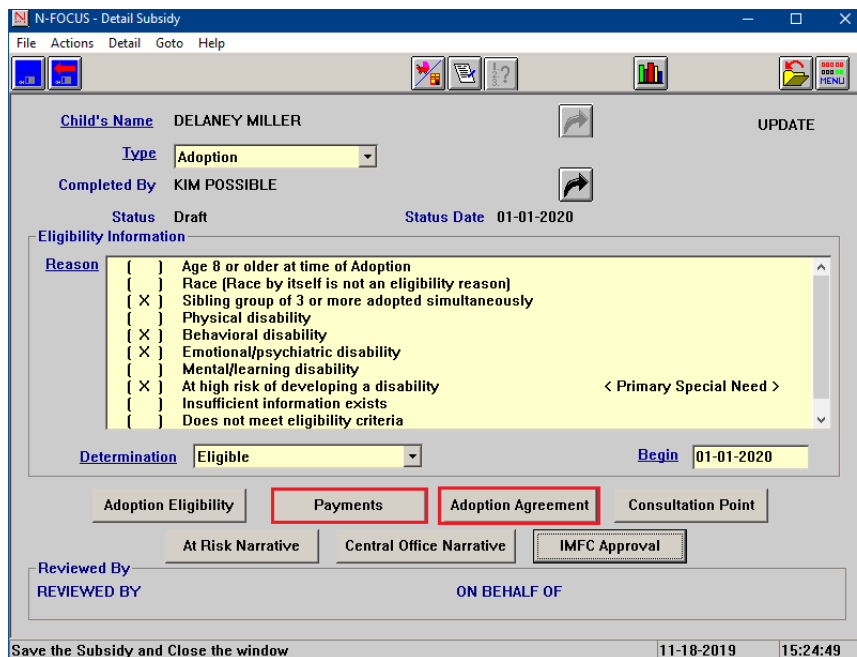 N-FOCUS - Detail Subsidy
File Actions Detail Goto Help
MENU
Child's Name DELANEY MILLER UPDATE
Type Adoption
Completed By KIM POSSIBLE
Status Draft Status Date 01-01-2020
Eligibility Information
Reason ( ) Age 8 or older at time of Adoption
( ) Race (Race by itself is not an eligibility reason)
( X ) Sibling group of 3 or more adopted simultaneously
( ) Physical disability
( X ) Behavioral disability
( X ) Emotional/psychiatric disability
( ) Mental/learning disability
( X ) At high risk of developing a disability < Primary Special Need >
( ) Insufficient information exists
( ) Does not meet eligibility criteria
Determination Eligible Begin 01-01-2020
Adoption Eligibility Payments Adoption Agreement Consultation Point
At Risk Narrative Central Office Narrative IMFC Approval
Reviewed By
REVIEWED BY ON BEHALF OF
Save the Subsidy and Close the window 11-18-2019 15:24:49